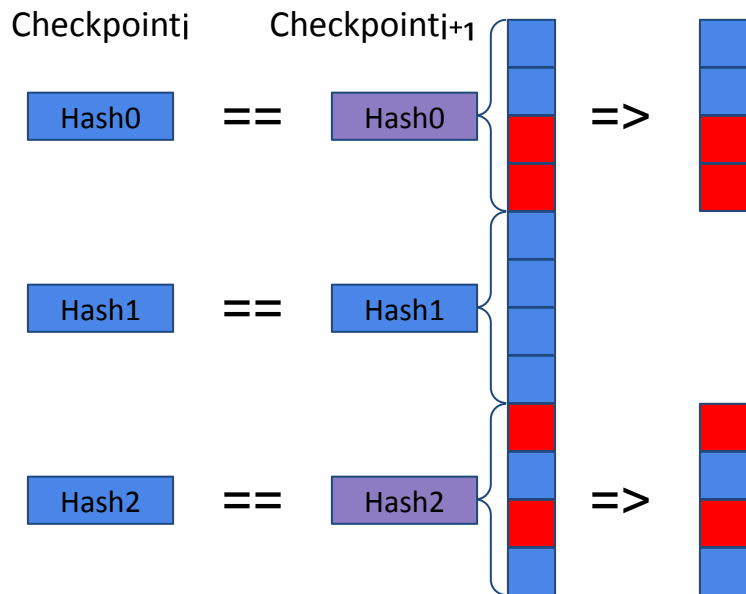 Checkpointi Checkpointi+1
Hash0 == Hash0 =>
Hash1 == Hash1
Hash2 == Hash2 =>